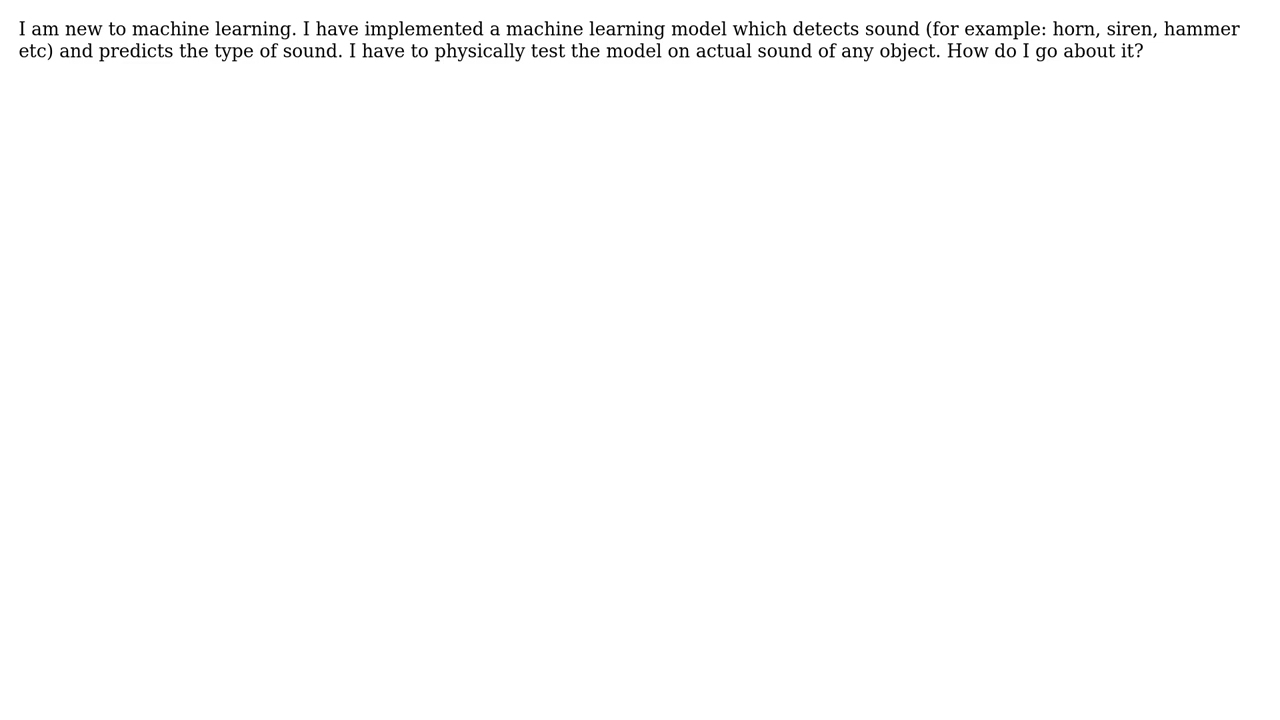 I am new to machine learning. I have implemented a machine learning model which detects sound (for example: horn, siren, hammer
etc) and predicts the type of sound. I have to physically test the model on actual sound of any object. How do I go about it?